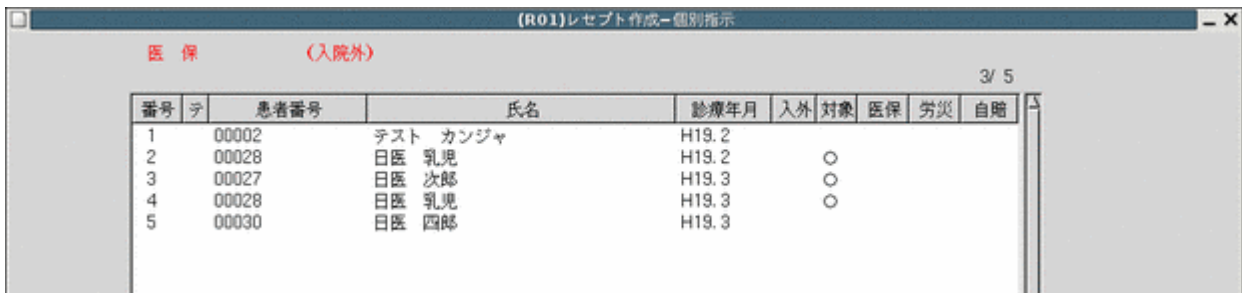 (R01)レセプト作成-個別指示
医 保 (入院外)
3/ 5
番号 テ 患者番号 氏名 診療年月 入外 対象 医保 労災 自賠
1 00002 テスト カンジャ H19. 2
2 00028 日医 乳児 H19. 2 ○
3 00027 日医 次郎 H19. 3 ○
4 00028 日医 乳児 H19. 3 ○
5 00030 日医 四郎 H19. 3